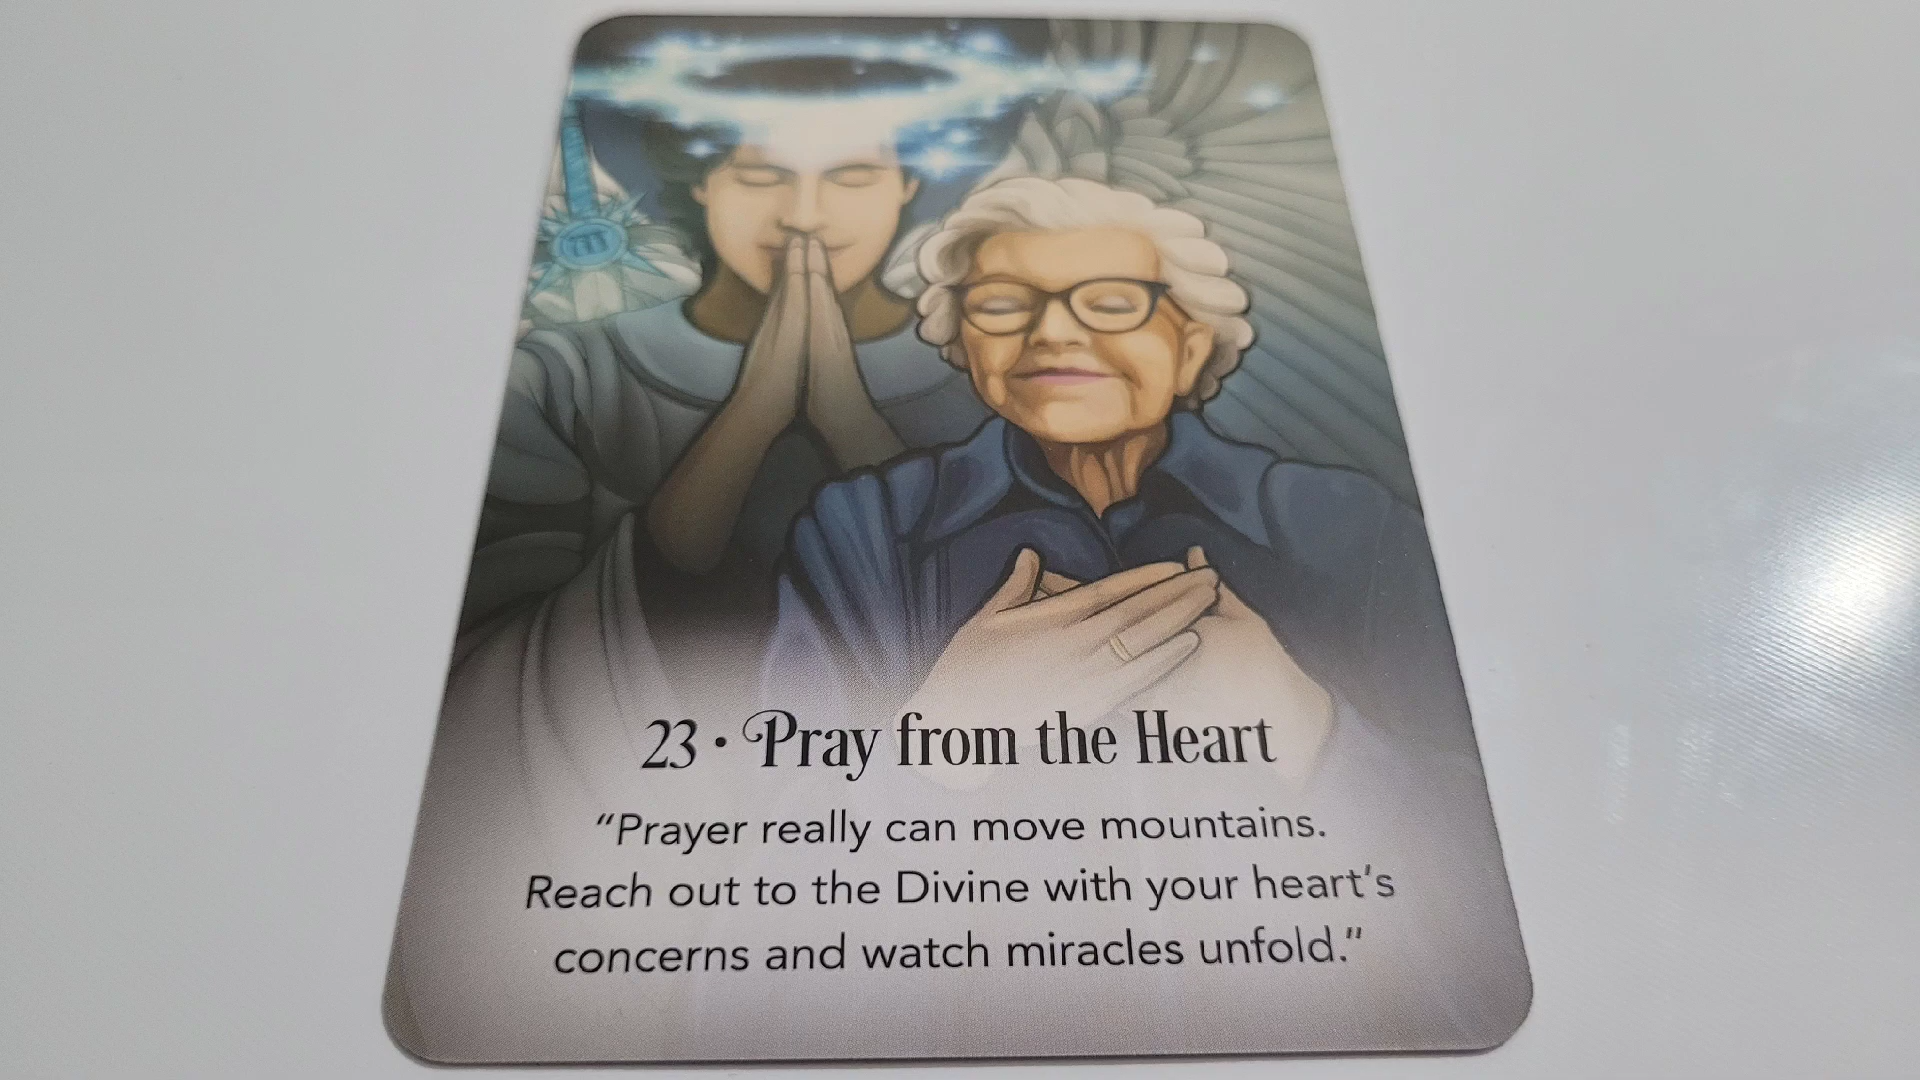 23 · Pray from the Heart
“Prayer really can move mountains.
Reach out to the Divine with your heart’s
concerns and watch miracles unfold.”